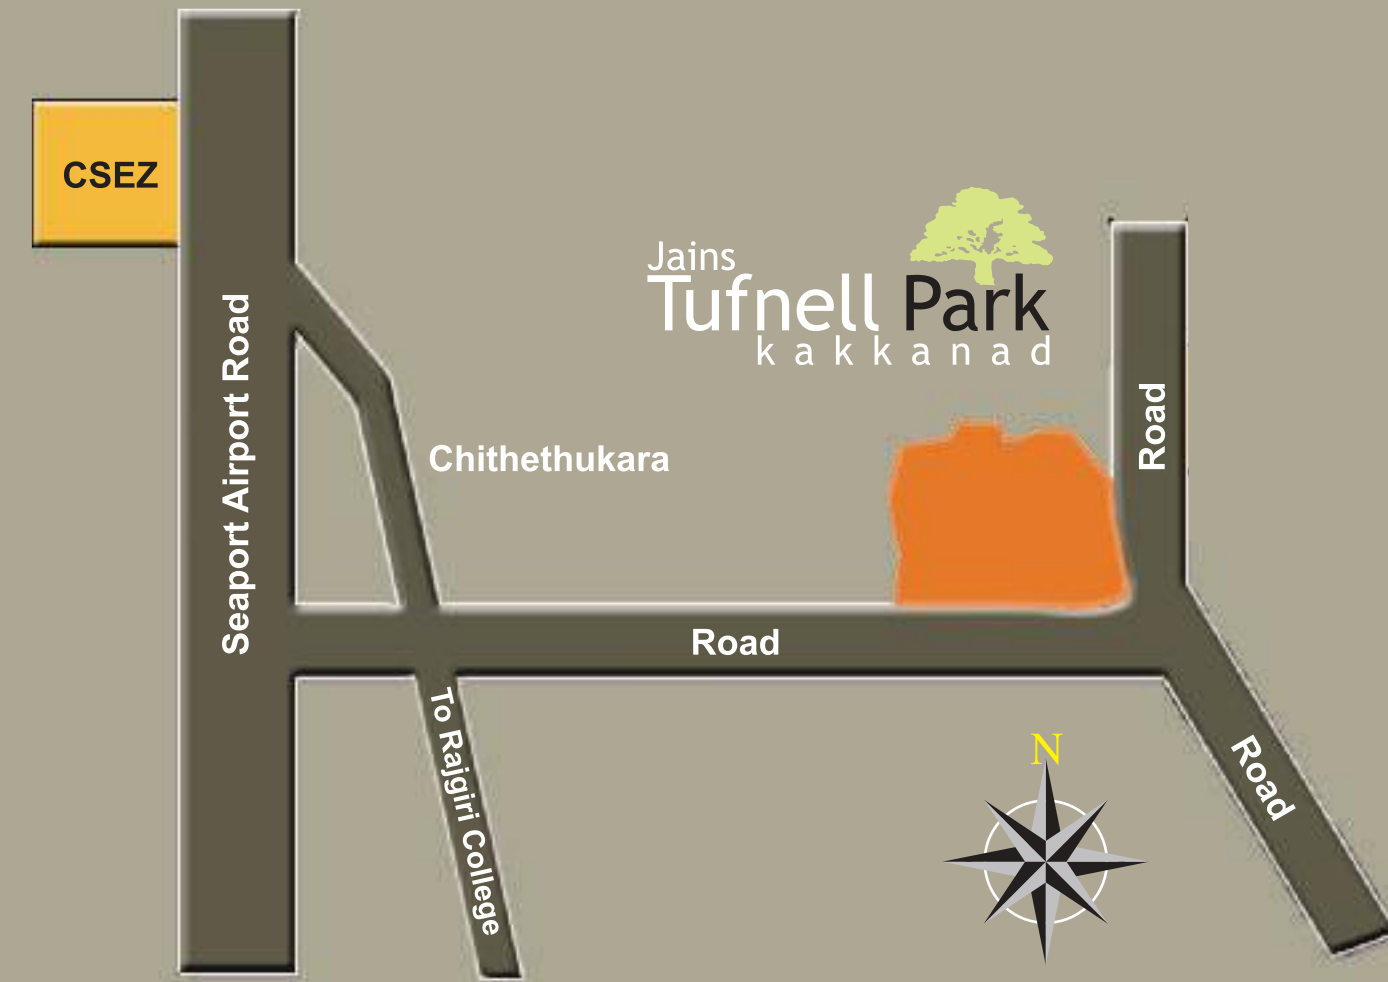 CSEZ
Seaport Airport Road
Jains
Tufnell Park
kakkanad
Chithethukara
Road
Road
To Rajgiri College
N
Road